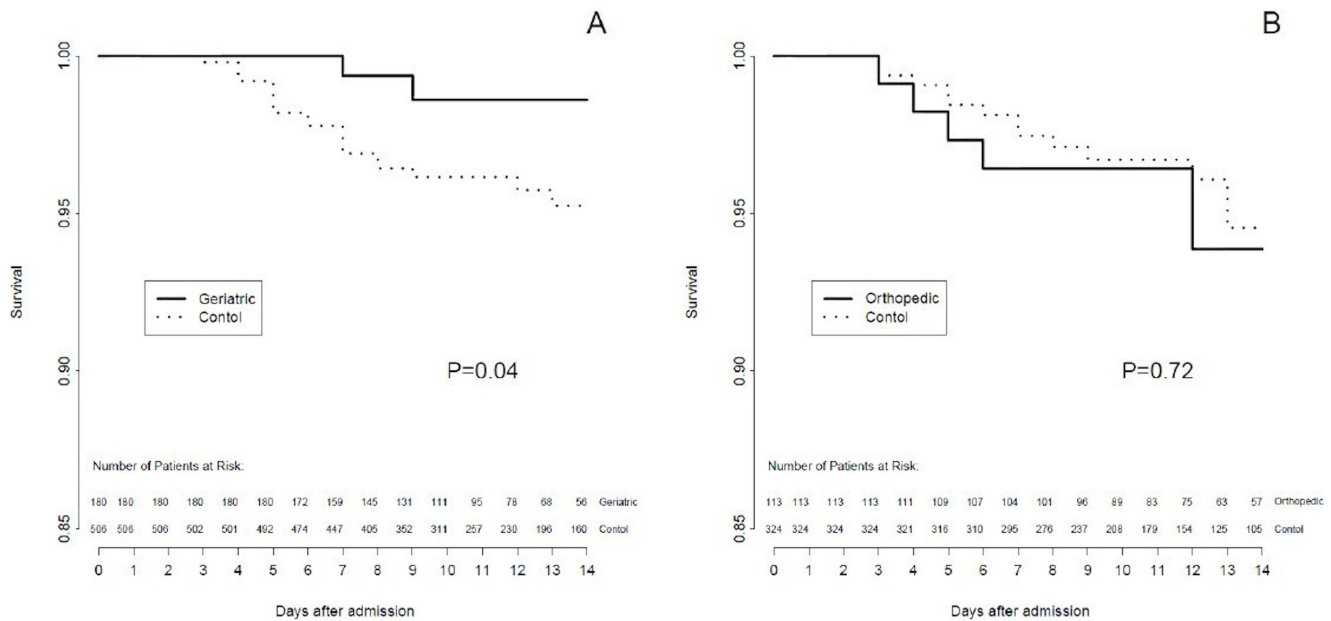 A
Survival
1.00
0.95
0.90
0.85
Geriatric
Contol
P=0.04
Number of Patients at Risk:
180 180 180 180 180 180 172 159 145 131 111 95 78 68 56 Geriatric
506 506 506 502 501 492 474 447 405 352 311 257 230 196 160 Contol
0 1 2 3 4 5 6 7 8 9 10 11 12 13 14
Days after admission
B
Survival
1.00
0.95
0.90
0.85
Orthopedic
Contol
P=0.72
Number of Patients at Risk:
113 113 113 113 111 109 107 104 101 96 89 83 75 63 57 Orthopedic
324 324 324 324 321 316 310 295 276 237 208 179 154 125 105 Contol
0 1 2 3 4 5 6 7 8 9 10 11 12 13 14
Days after admission